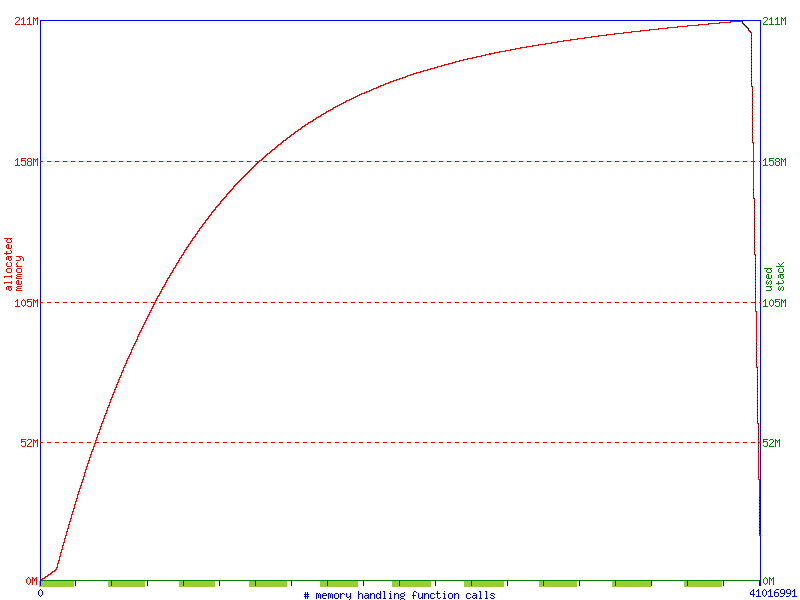 211M
211M
158M
158M
allocated
memory
used
stack
105M
105M
52M
52M
0M
0M
0
# memory handling function calls
41016991